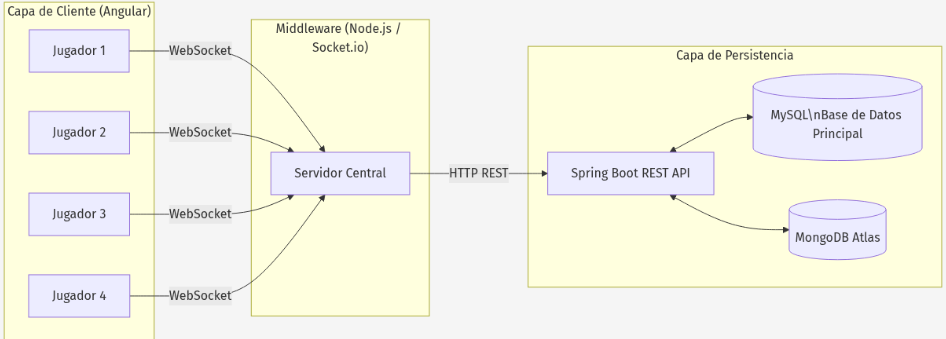 Capa de Cliente (Angular)
Jugador 1
Jugador 2
Jugador 3
Jugador 4
WebSocket
WebSocket
WebSocket
WebSocket
Middleware (Node.js /
Socket.io)
Servidor Central
HTTP REST
Capa de Persistencia
Spring Boot REST API
MySQL\nBase de Datos
Principal
MongoDB Atlas